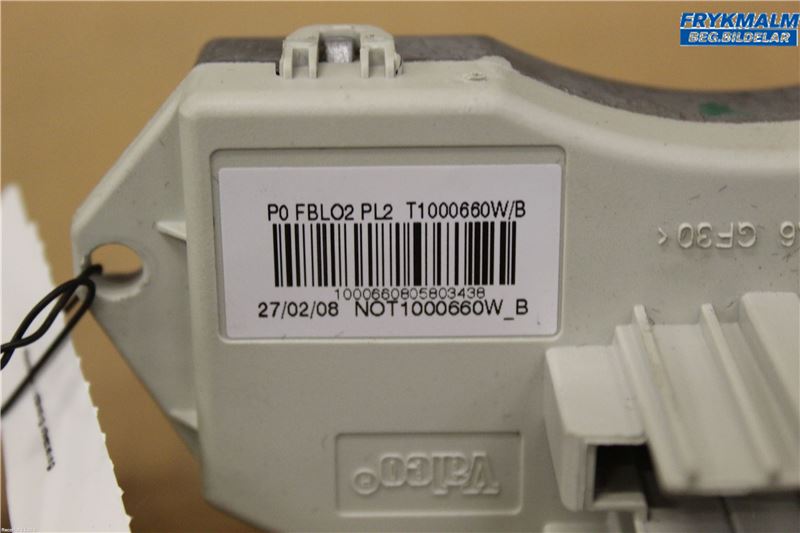 FRYKMALM
BEG.BILDELAR
P0 FBLO2 PL2 T1000660W/B
1000660805803438
27/02/08 NOT1000660W_B
GF30<
Valeo®